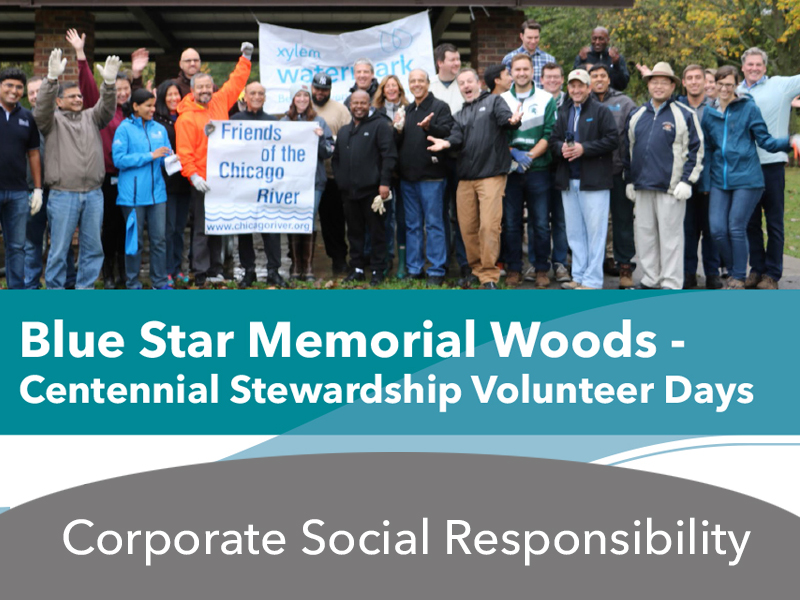 xylem
watermark
Friends
of the
Chicago
River
www.chicagoriver.org
Blue Star Memorial Woods -
Centennial Stewardship Volunteer Days
Corporate Social Responsibility